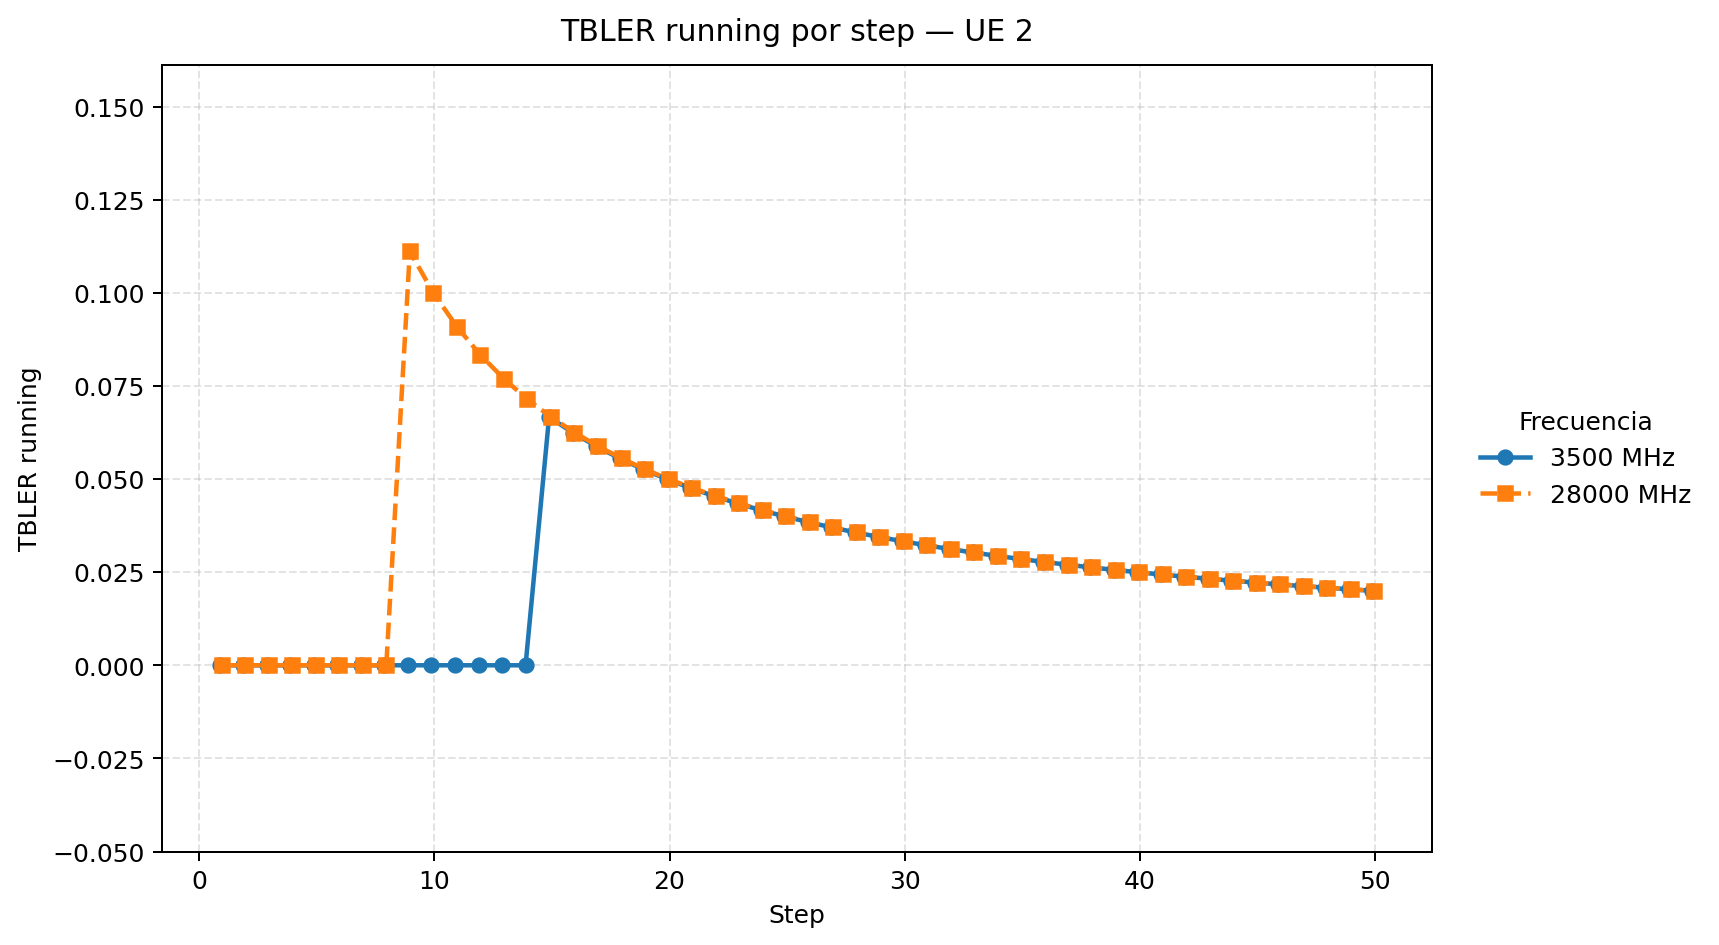 TBLER running por step — UE 2
0.150
0.125
0.100
0.075
0.050
0.025
0.000
−0.025
−0.050
TBLER running
0 10 20 30 40 50
Step
Frecuencia
3500 MHz
28000 MHz